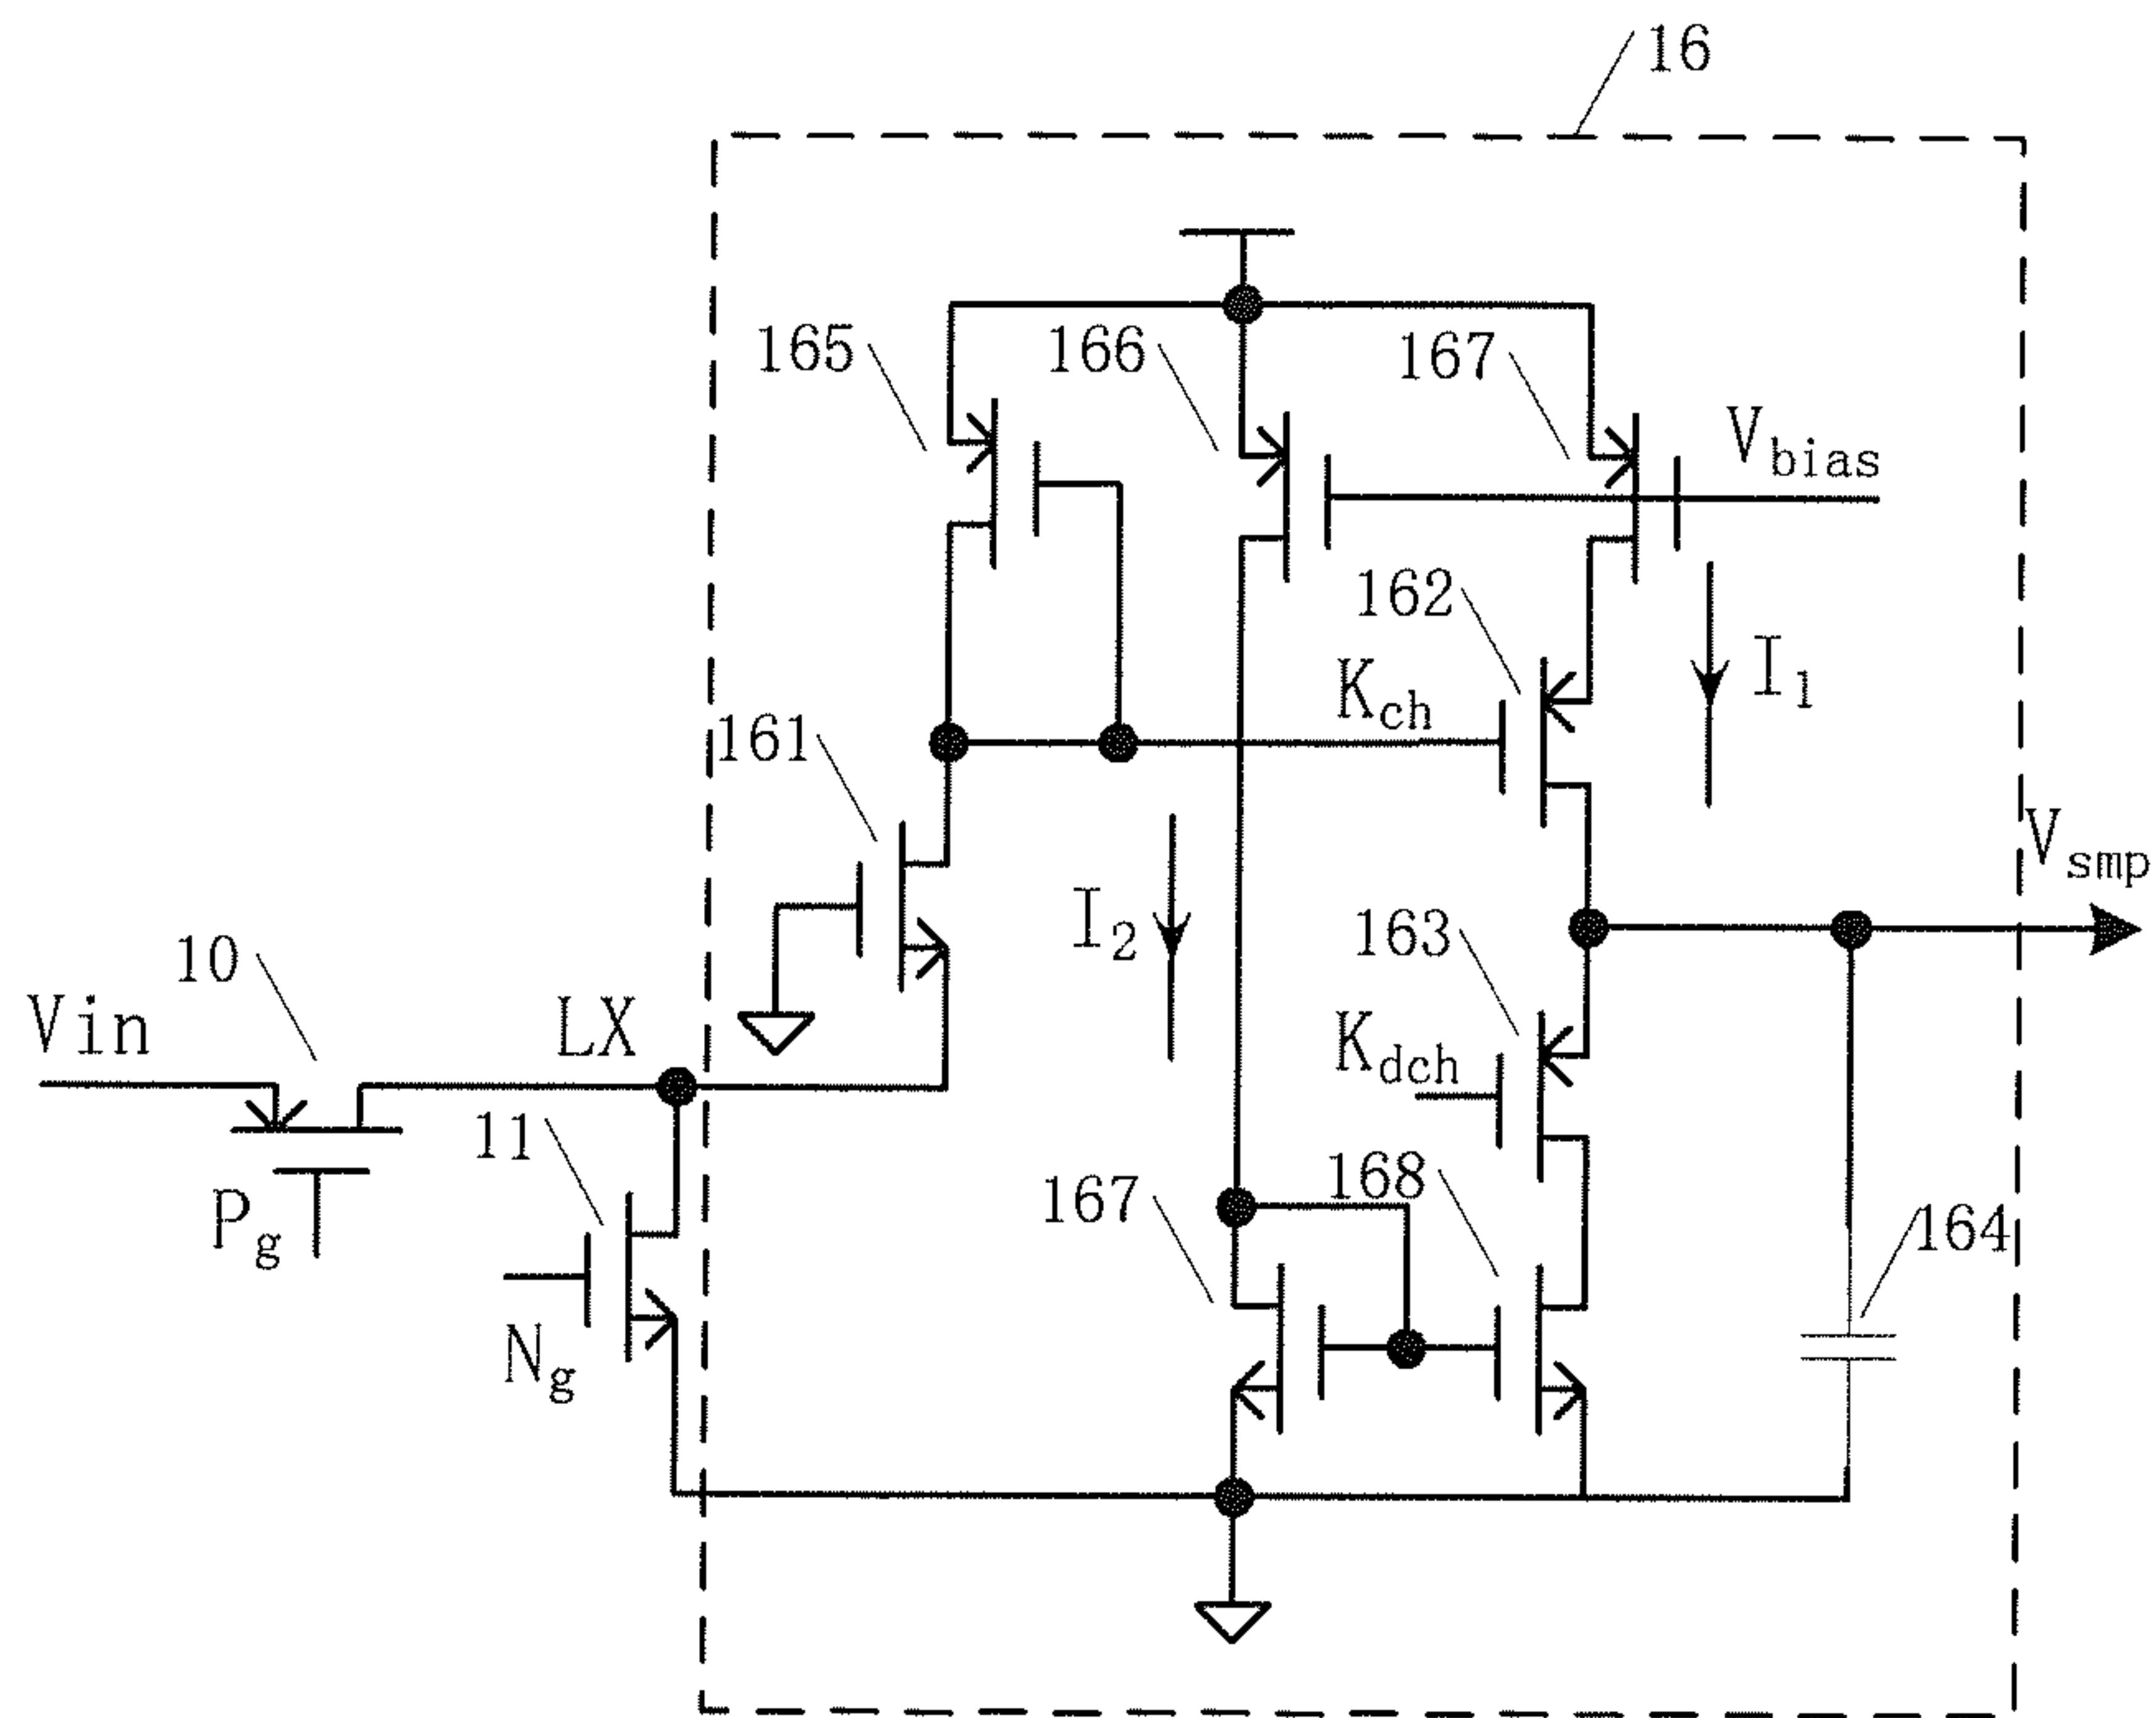 16
165
166
167
Vbias
162
I1
Kch
161
Vsmp
I2
163
10
Vin
LX
Kdch
11
167
168
164
Pg
Ng